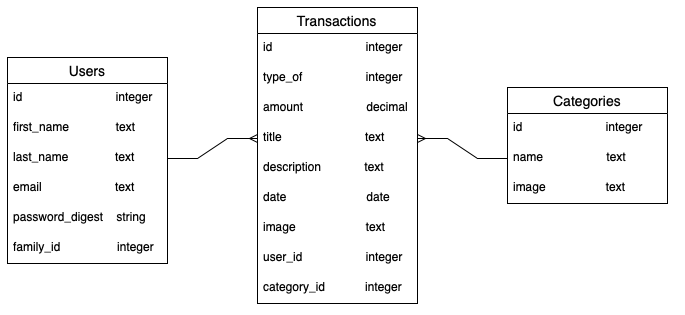 Users
id integer
first_name text
last_name text
email text
password_digest string
family_id integer
Transactions
id integer
type_of integer
amount decimal
title text
description text
date date
image text
user_id integer
category_id integer
Categories
id integer
name text
image text